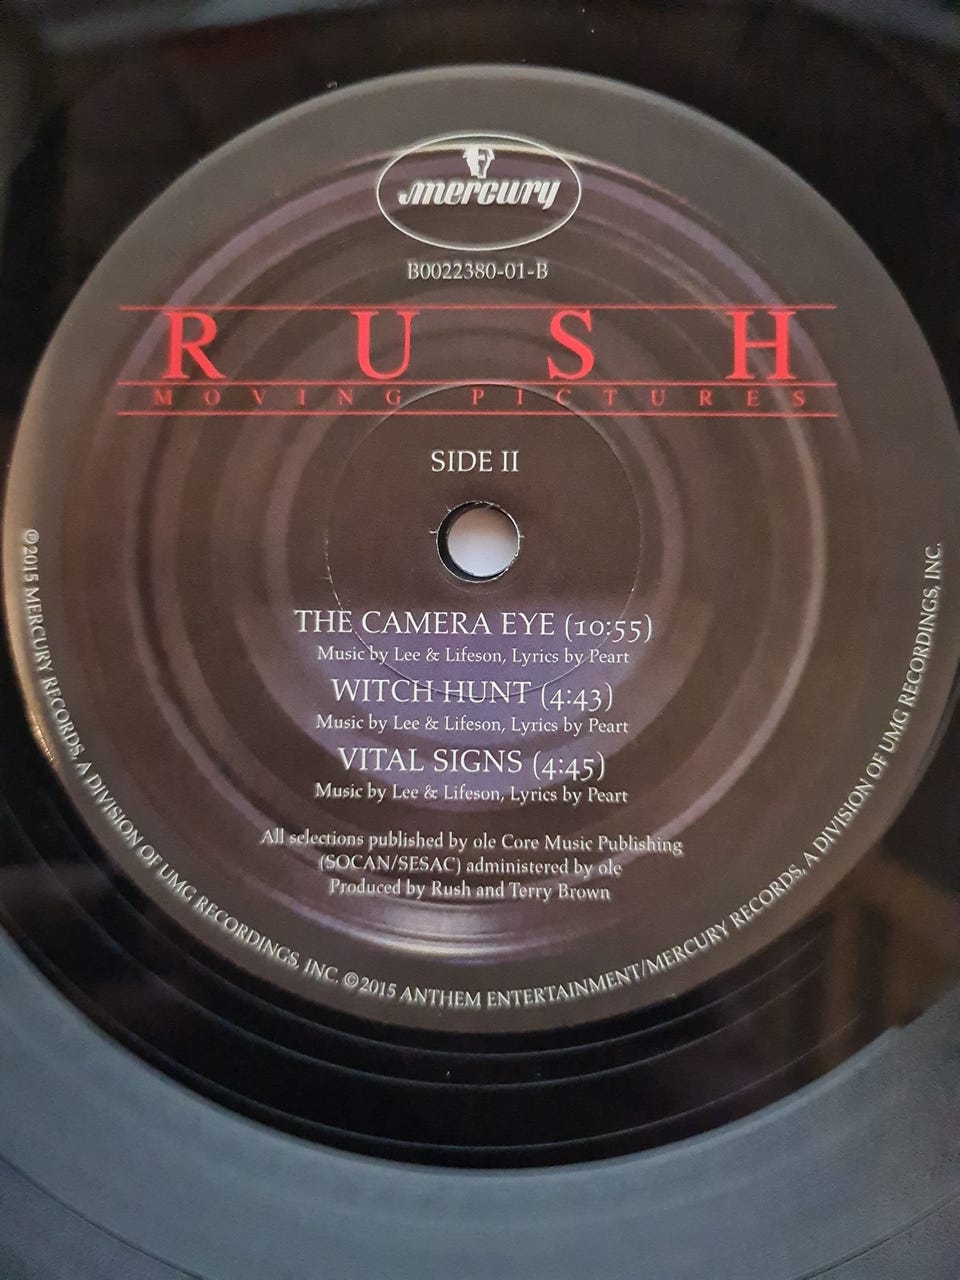 mercury
B0022380-01-B
RUSH
MOVING PICTURES
SIDE II
THE CAMERA EYE (10:55)
Music by Lee & Lifeson, Lyrics by Peart
WITCH HUNT (4:43)
Music by Lee & Lifeson, Lyrics by Peart
VITAL SIGNS (4:45)
Music by Lee & Lifeson, Lyrics by Peart
All selections published by ole Core Music Publishing
(SOCAN/SESAC) administered by ole
Produced by Rush and Terry Brown
℗2015 MERCURY RECORDS, A DIVISION OF UMG RECORDINGS, INC. ©2015 ANTHEM ENTERTAINMENT/MERCURY RECORDS, A DIVISION OF UMG RECORDINGS, INC.